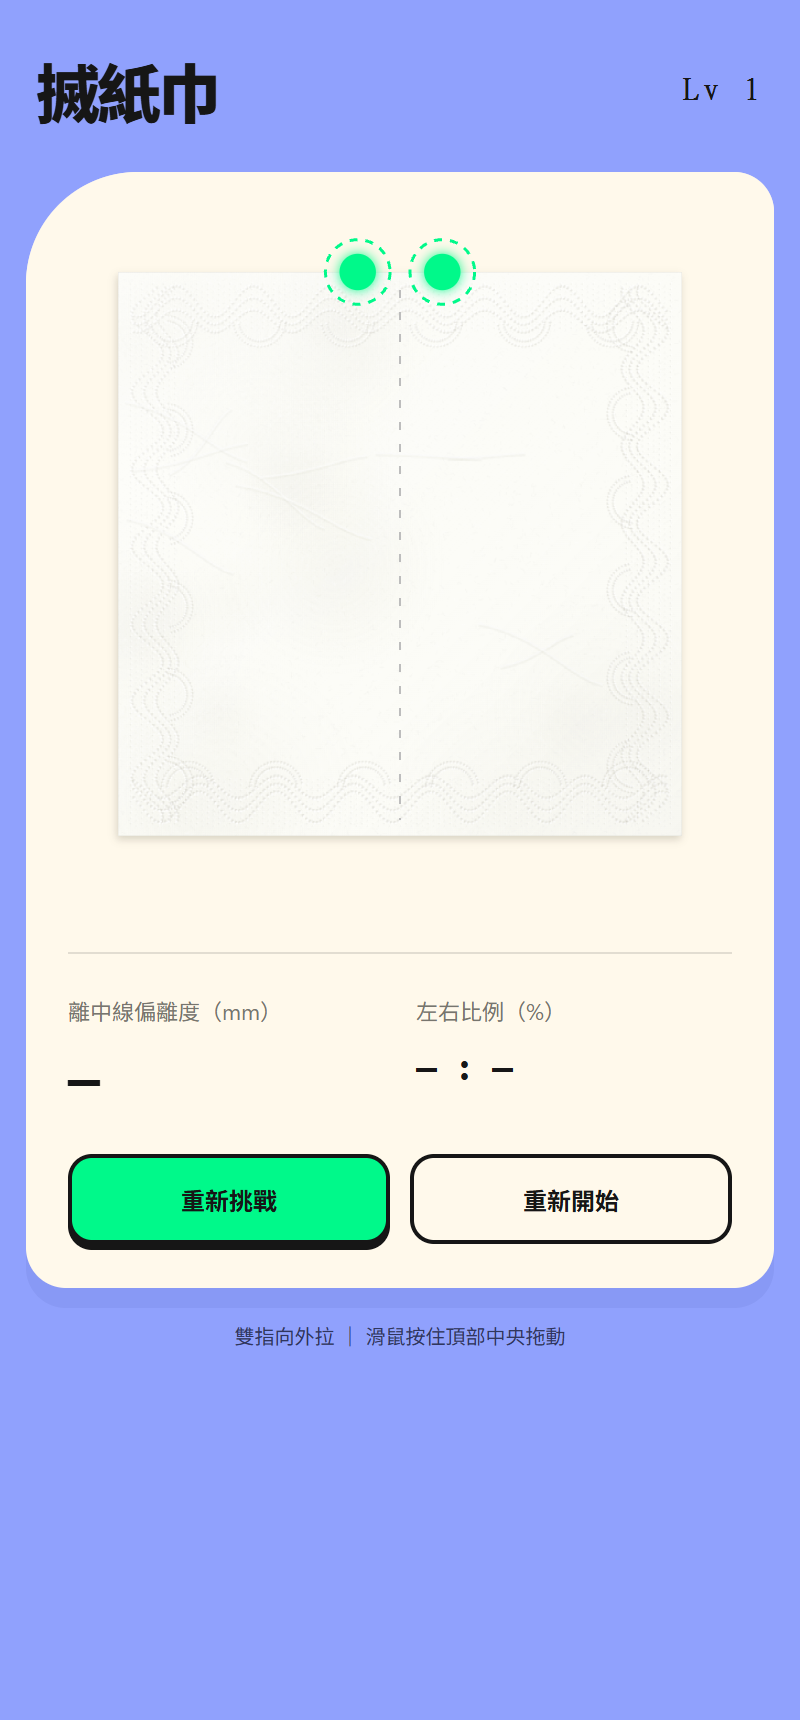 搣紙巾
Lv 1
離中線偏離度（mm）
左右比例（%）
—
– : –
重新挑戰
重新開始
雙指向外拉｜滑鼠按住頂部中央拖動